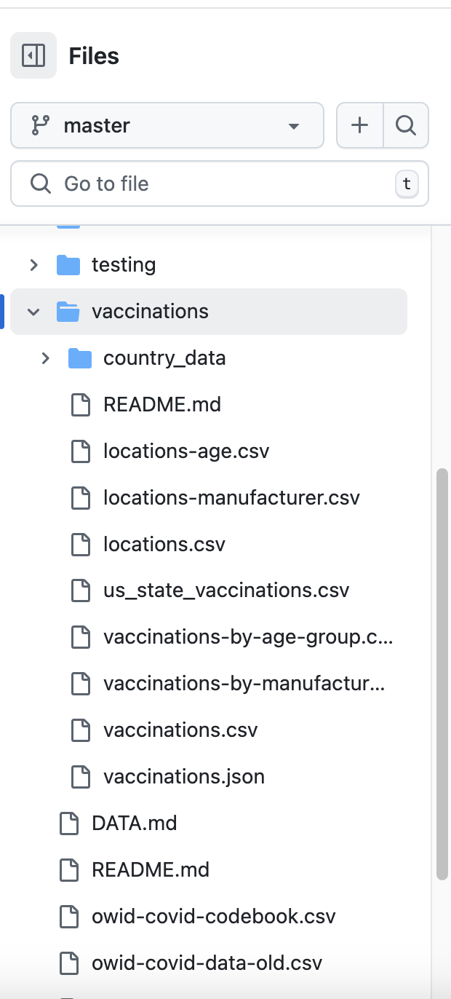 Files
master
Go to file t
testing
vaccinations
country_data
README.md
locations-age.csv
locations-manufacturer.csv
locations.csv
us_state_vaccinations.csv
vaccinations-by-age-group.c...
vaccinations-by-manufactur...
vaccinations.csv
vaccinations.json
DATA.md
README.md
owid-covid-codebook.csv
owid-covid-data-old.csv